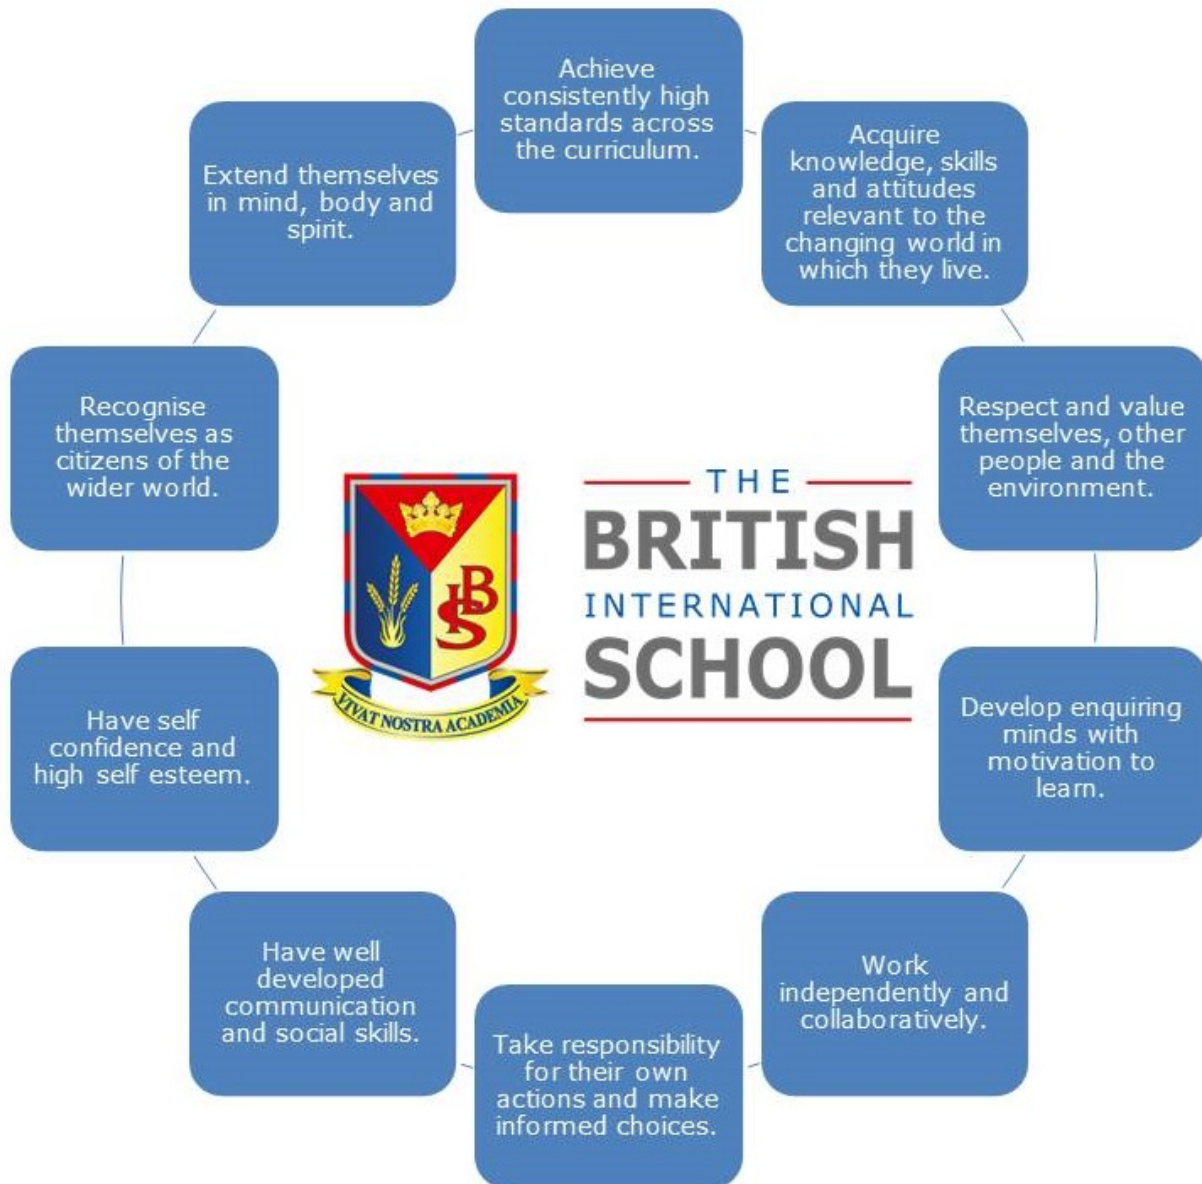 Achieve
consistently high
standards across
the curriculum.
Acquire
knowledge, skills
and attitudes
relevant to the
changing world in
which they live.
Respect and value
themselves, other
people and the
environment.
Develop enquiring
minds with
motivation to
learn.
Work
independently and
collaboratively.
Take responsibility
for their own
actions and make
informed choices.
Have well
developed
communication
and social skills.
Have self
confidence and
high self esteem.
Recognise
themselves as
citizens of the
wider world.
Extend themselves
in mind, body and
spirit.
BIS
VIVAT NOSTRA ACADEMIA
THE
BRITISH
INTERNATIONAL
SCHOOL